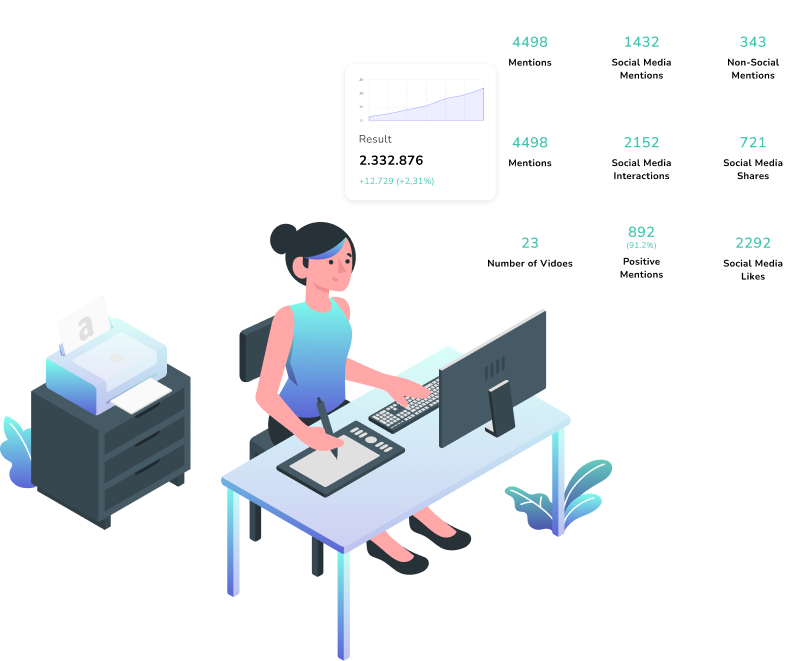 4498
Mentions
1432
Social Media
Mentions
343
Non-Social
Mentions
Result
2.332.876
+12.729 (+2,31%)
4498
Mentions
2152
Social Media
Interactions
721
Social Media
Shares
23
Number of Vidoes
892
(91.2%)
Positive
Mentions
2292
Social Media
Likes
a